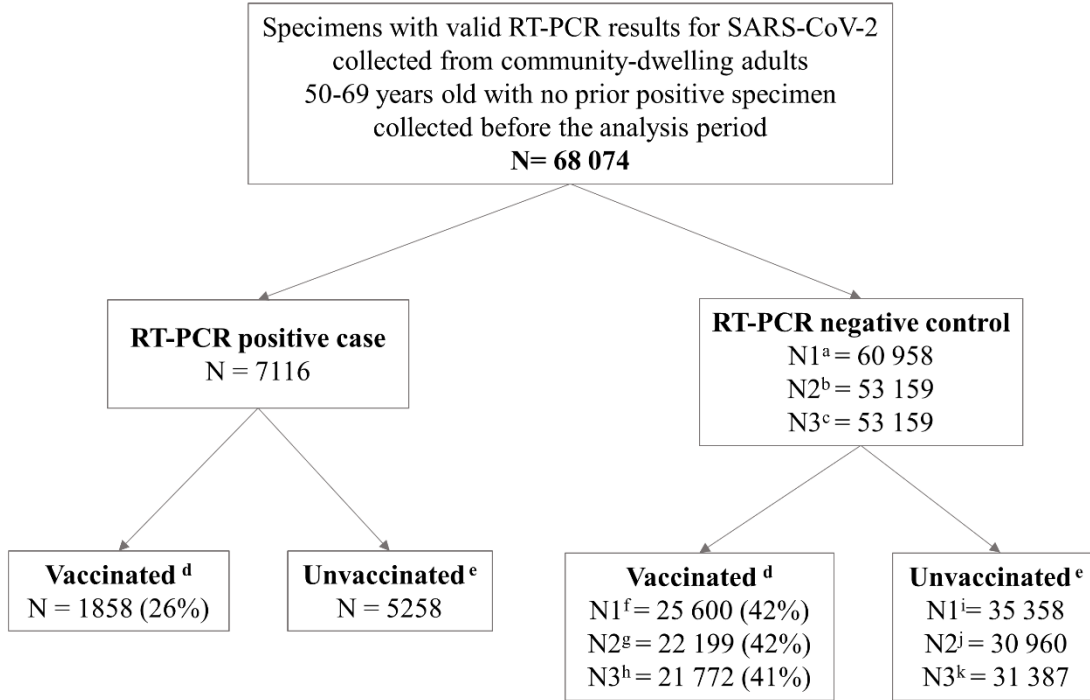 Specimens with valid RT-PCR results for SARS-CoV-2
collected from community-dwelling adults
50-69 years old with no prior positive specimen
collected before the analysis period
N= 68 074
RT-PCR positive case
N = 7116
RT-PCR negative control
N1ᵃ = 60 958
N2ᵇ = 53 159
N3ᶜ = 53 159
Vaccinated ᵈ
N = 1858 (26%)
Unvaccinated ᵉ
N = 5258
Vaccinated ᵈ
N1ᶠ = 25 600 (42%)
N2ᵍ = 22 199 (42%)
N3ʰ = 21 772 (41%)
Unvaccinated ᵉ
N1ⁱ= 35 358
N2ʲ = 30 960
N3ᵏ = 31 387